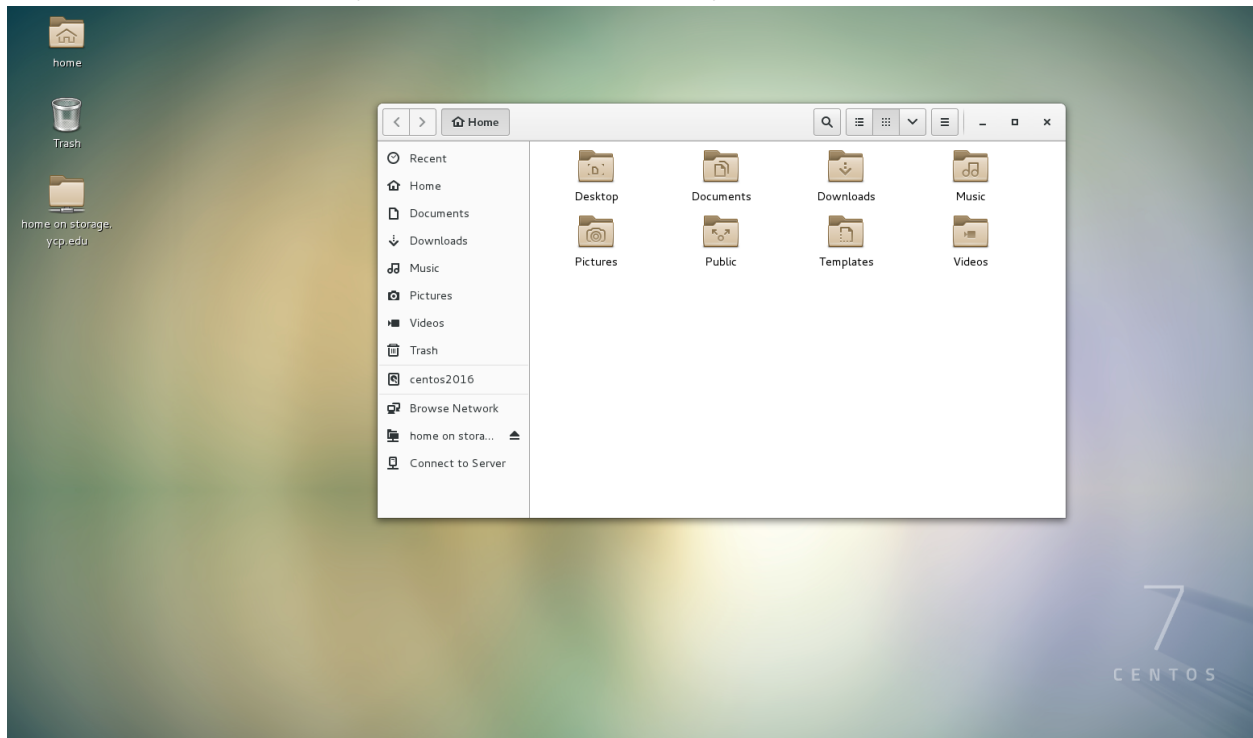 home
Trash
home on storage.
ycp.edu
Home
Recent
Home
Documents
Downloads
Music
Pictures
Videos
Trash
centos2016
Browse Network
home on stora...
Connect to Server
Desktop
Documents
Downloads
Music
Pictures
Public
Templates
Videos
7
CENTOS